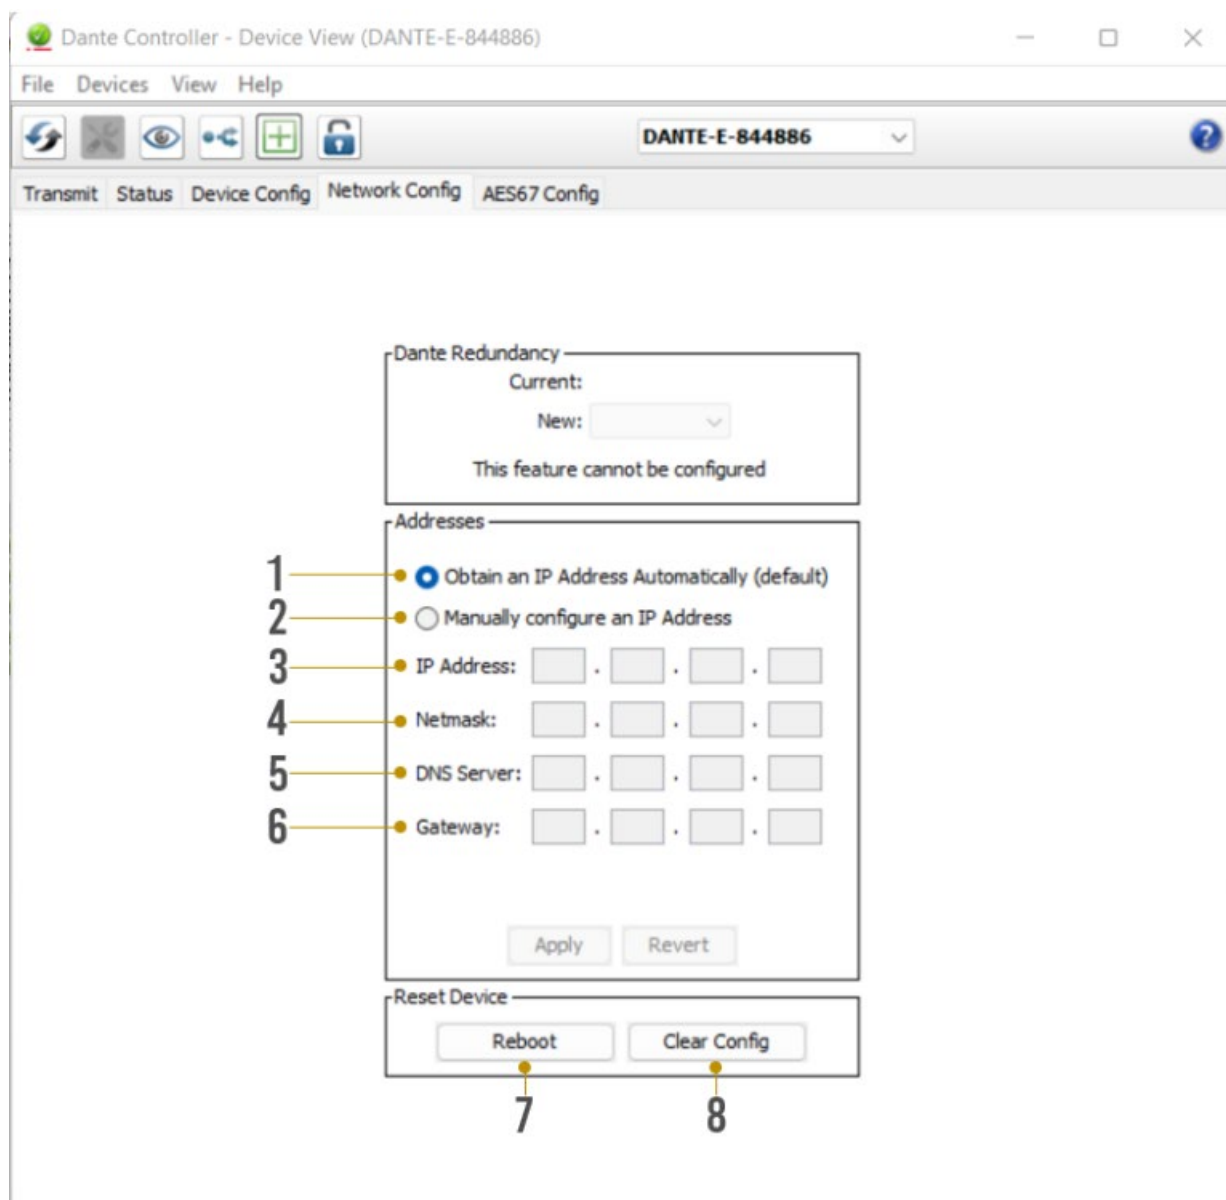 Dante Controller - Device View (DANTE-E-844886)
File Devices View Help
DANTE-E-844886
?
Transmit Status Device Config Network Config AES67 Config
Dante Redundancy
Current:
New:
This feature cannot be configured
Addresses
1 Obtain an IP Address Automatically (default)
2 Manually configure an IP Address
3 IP Address: . . .
4 Netmask: . . .
5 DNS Server: . . .
6 Gateway: . . .
Apply Revert
Reset Device
Reboot Clear Config
7 8